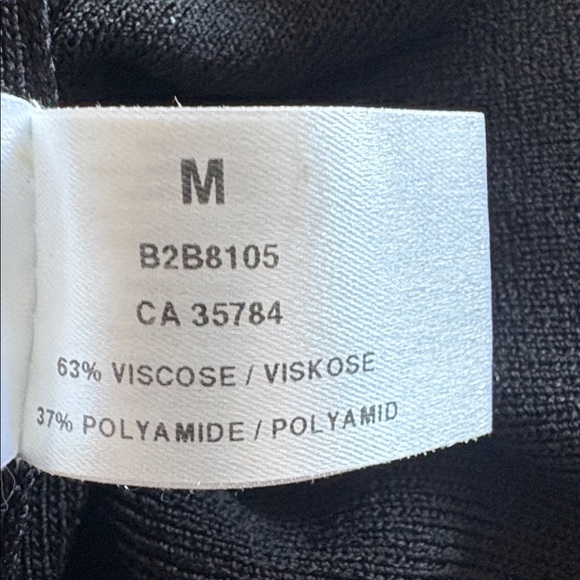 M
B2B8105
CA 35784
63% VISCOSE / VISKOSE
37% POLYAMIDE / POLYAMID